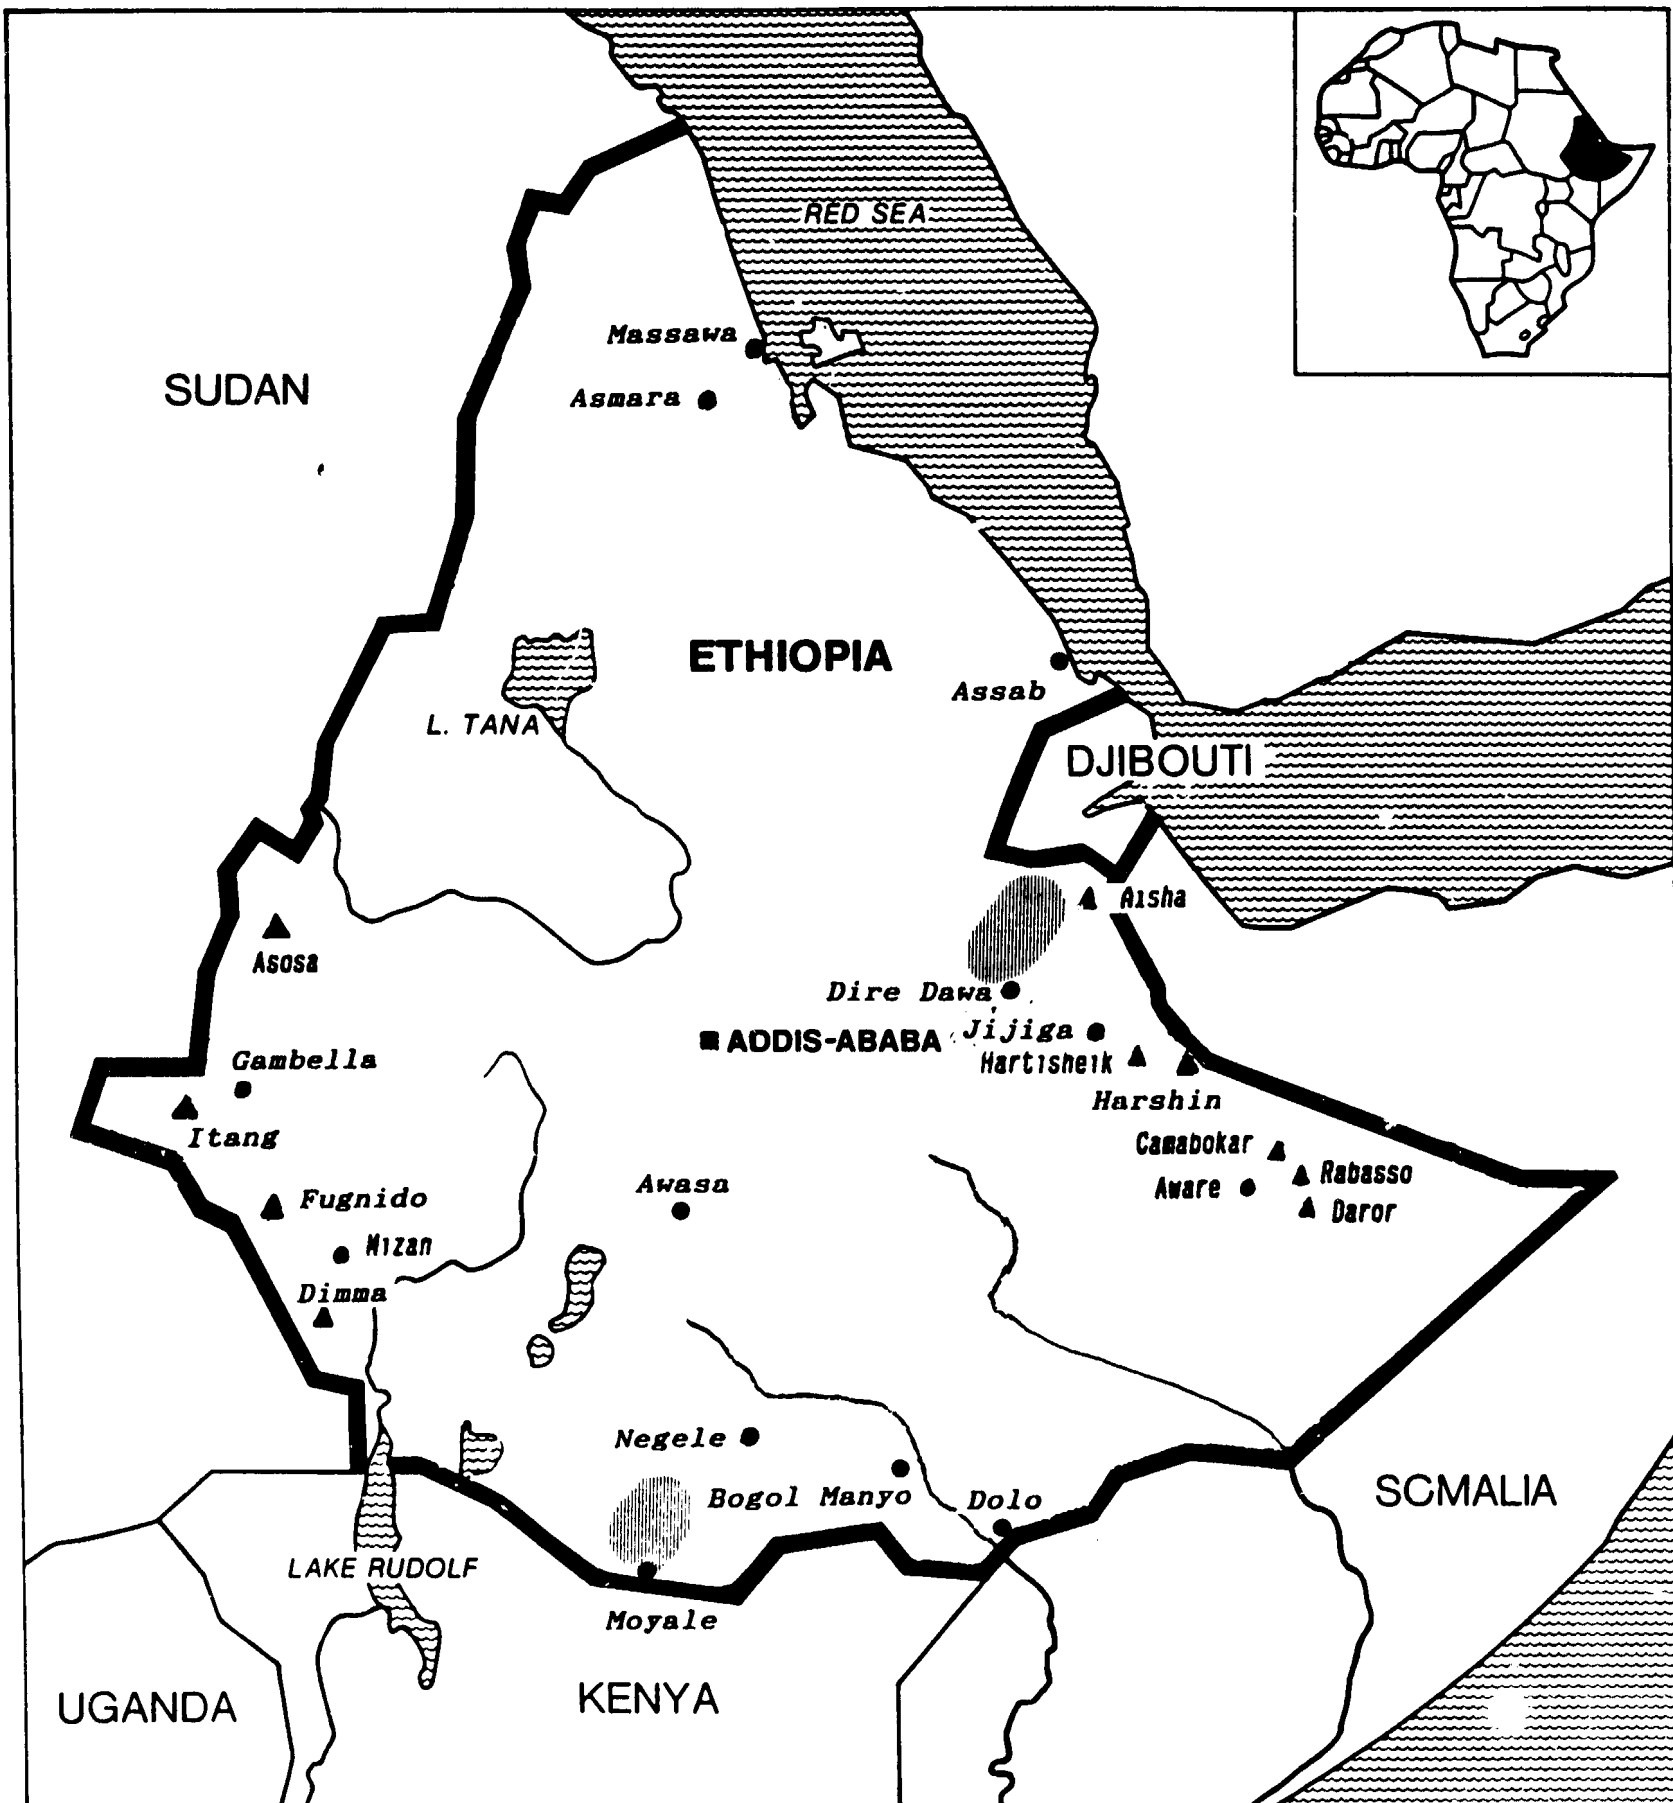 RED SEA
Massawa
SUDAN
Asmara
ETHIOPIA
Assab
L. TANA
DJIBOUTI
Aisha
Asosa
Dire Dawa
Jijiga
ADDIS-ABABA
Gambella
Hartisheik
Harshin
Itang
Camabokar
Rabasso
Awasa
Aware
Fugnido
Daror
Mizan
Dimma
Negele
Bogol Manyo
Dolo
SCMALIA
LAKE RUDOLF
Moyale
UGANDA
KENYA